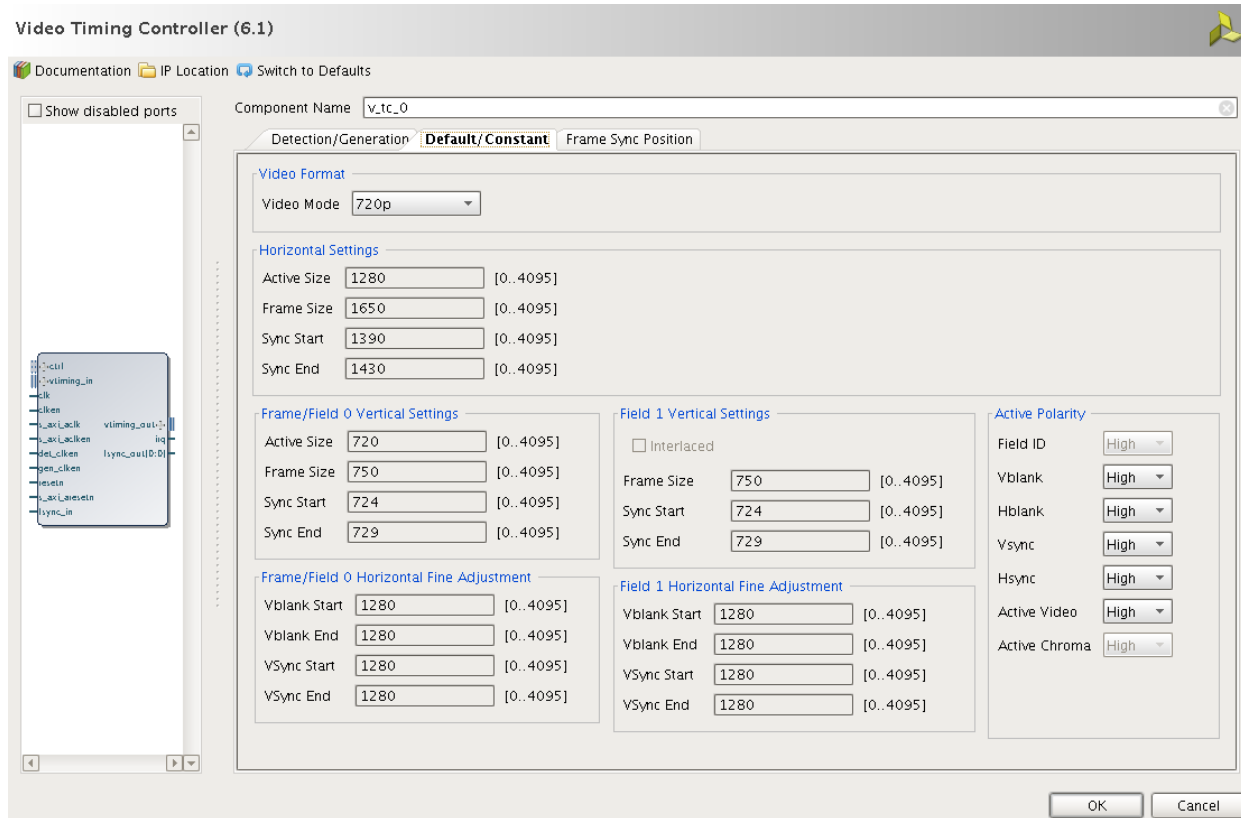 Video Timing Controller (6.1)
Documentation IP Location Switch to Defaults
Show disabled ports
Component Name v_tc_0
Detection/Generation Default/Constant Frame Sync Position
Video Format
Video Mode 720p
Horizontal Settings
Active Size 1280 [0..4095]
Frame Size 1650 [0..4095]
Sync Start 1390 [0..4095]
Sync End 1430 [0..4095]
ctrl
vtiming_in
clk
clken
s_axi_aclk vtiming_out
s_axi_aclken irq
det_clken fsync_out[0:0]
gen_clken
resetn
s_axi_aresetn
fsync_in
Frame/Field 0 Vertical Settings
Active Size 720 [0..4095]
Frame Size 750 [0..4095]
Sync Start 724 [0..4095]
Sync End 729 [0..4095]
Field 1 Vertical Settings
Interlaced
Frame Size 750 [0..4095]
Sync Start 724 [0..4095]
Sync End 729 [0..4095]
Frame/Field 0 Horizontal Fine Adjustment
Vblank Start 1280 [0..4095]
Vblank End 1280 [0..4095]
VSync Start 1280 [0..4095]
VSync End 1280 [0..4095]
Field 1 Horizontal Fine Adjustment
Vblank Start 1280 [0..4095]
Vblank End 1280 [0..4095]
VSync Start 1280 [0..4095]
VSync End 1280 [0..4095]
Active Polarity
Field ID High
Vblank High
Hblank High
Vsync High
Hsync High
Active Video High
Active Chroma High
OK Cancel